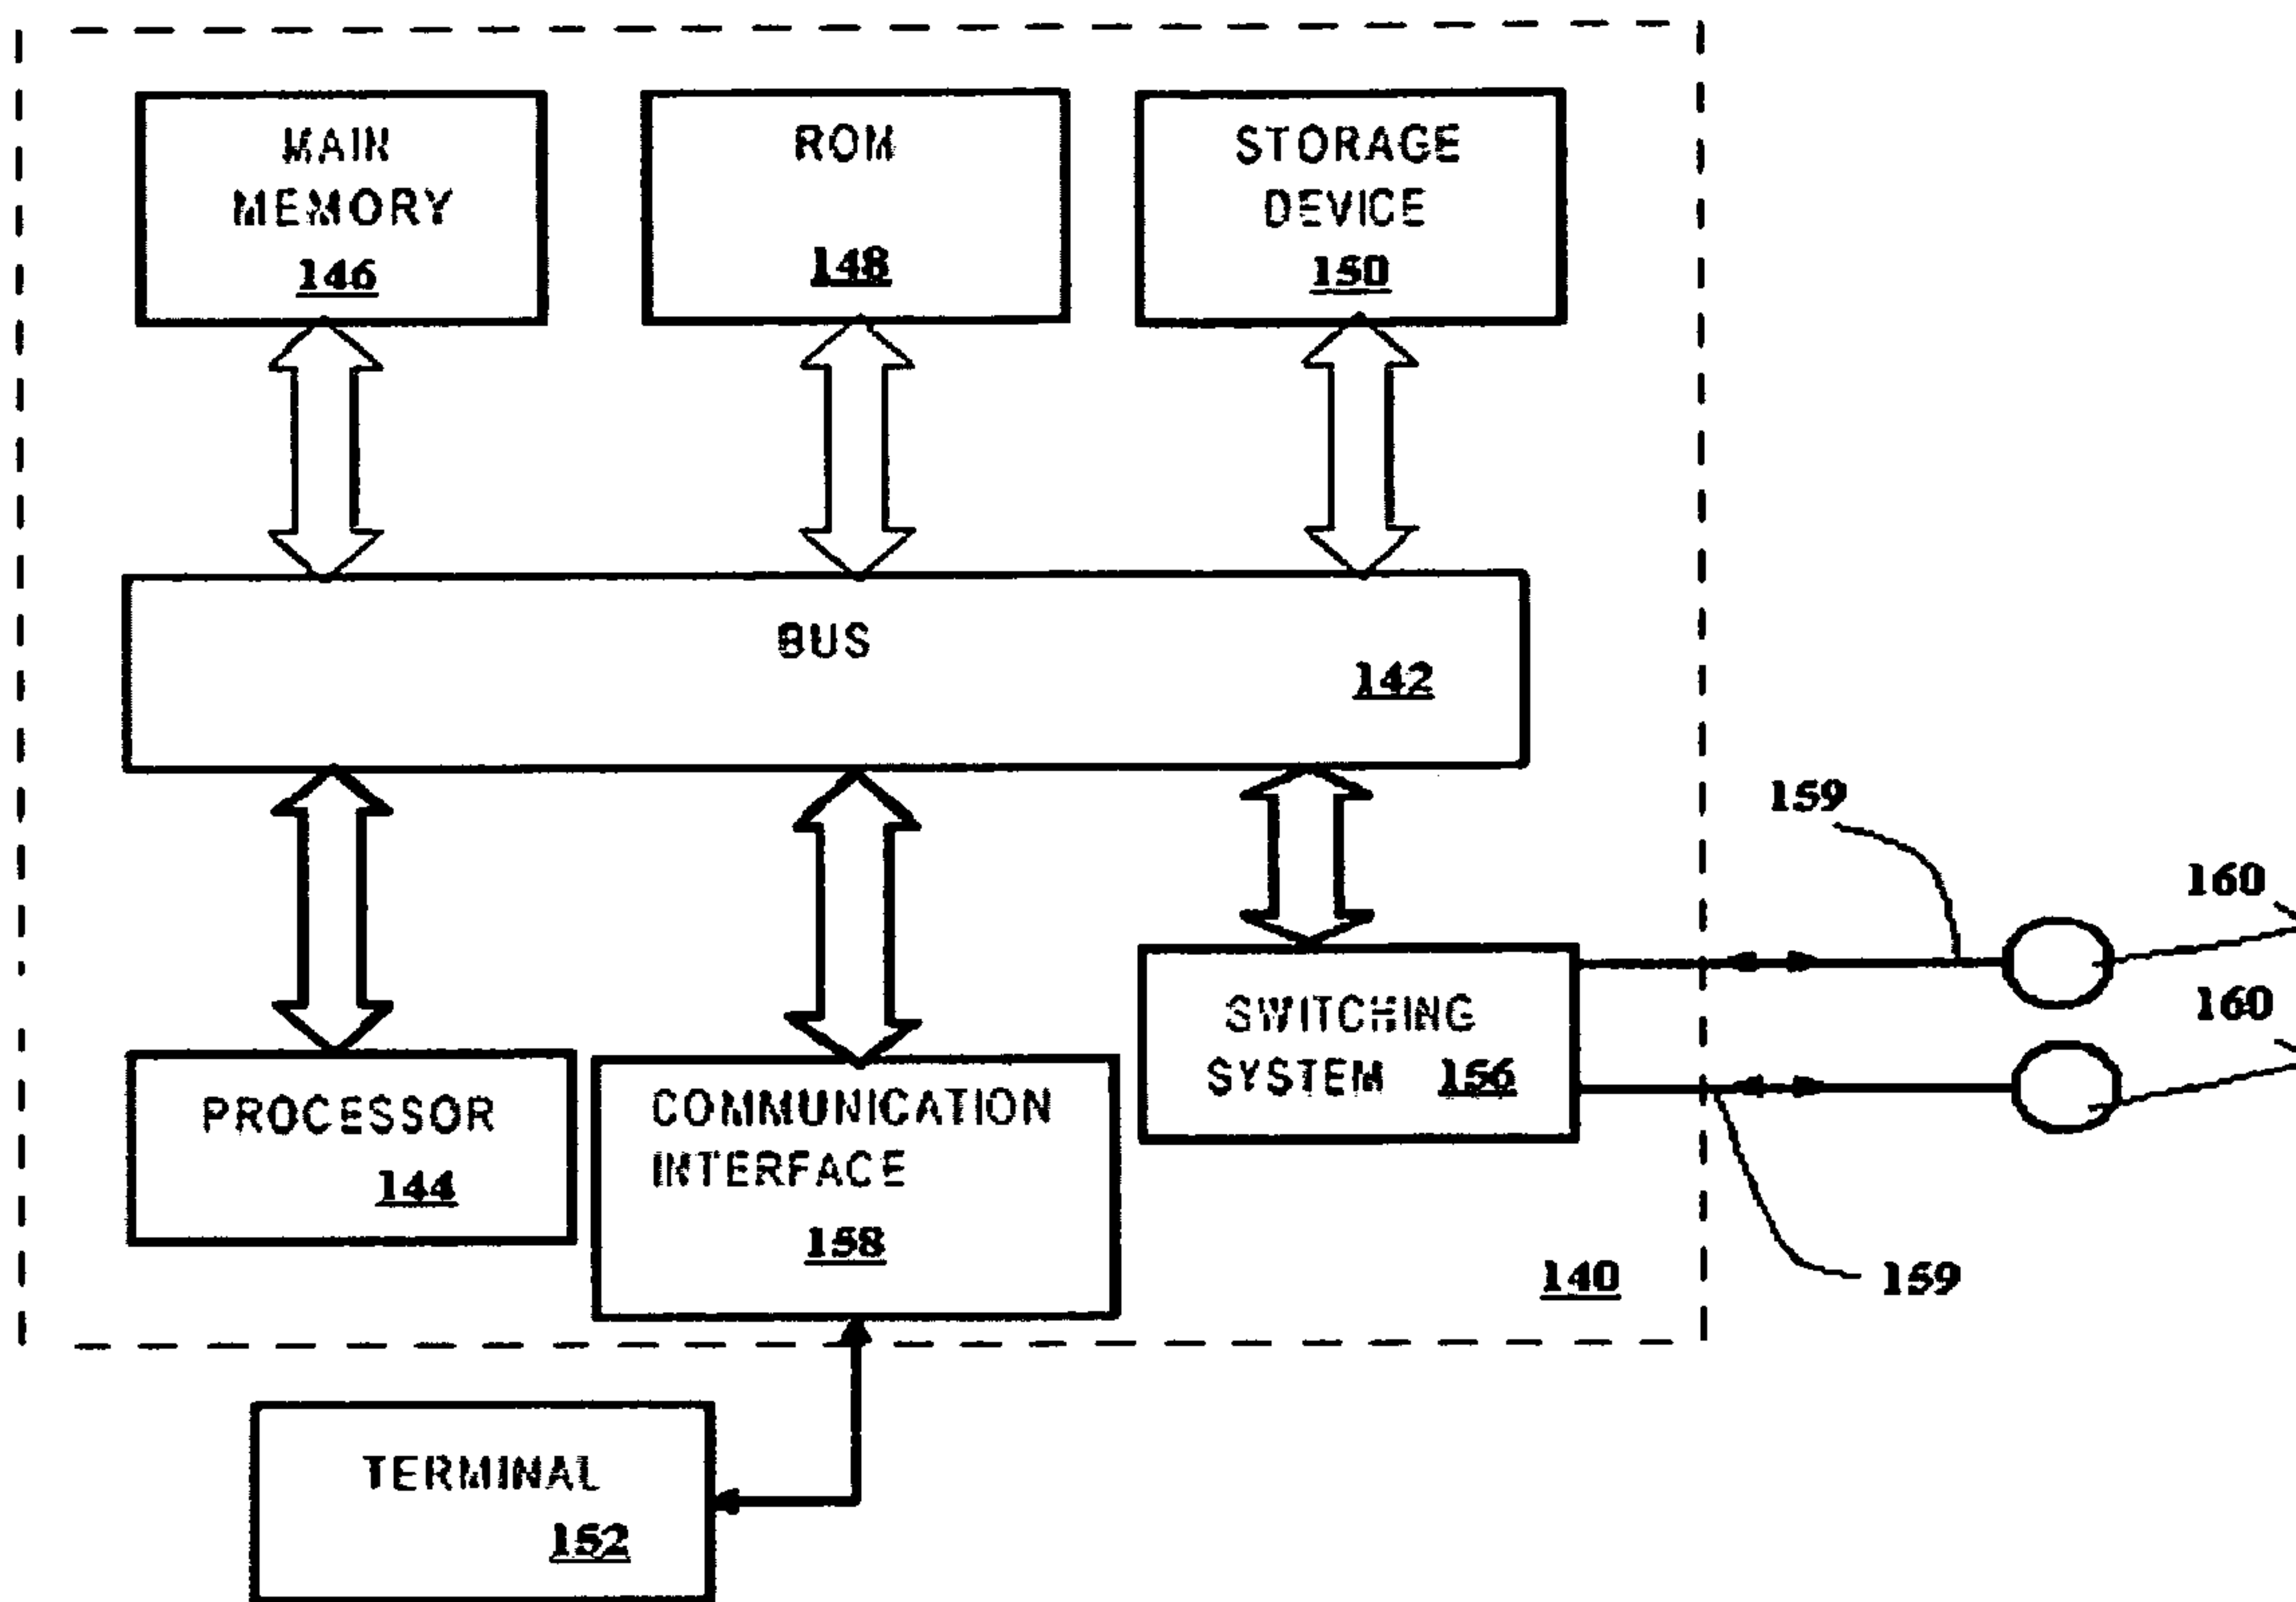 MAIN
MEMORY
146
ROM
148
STORAGE
DEVICE
150
BUS
142
159
160
160
SWITCHING
SYSTEM 156
PROCESSOR
144
COMMUNICATION
INTERFACE
158
140
159
TERMINAL
152